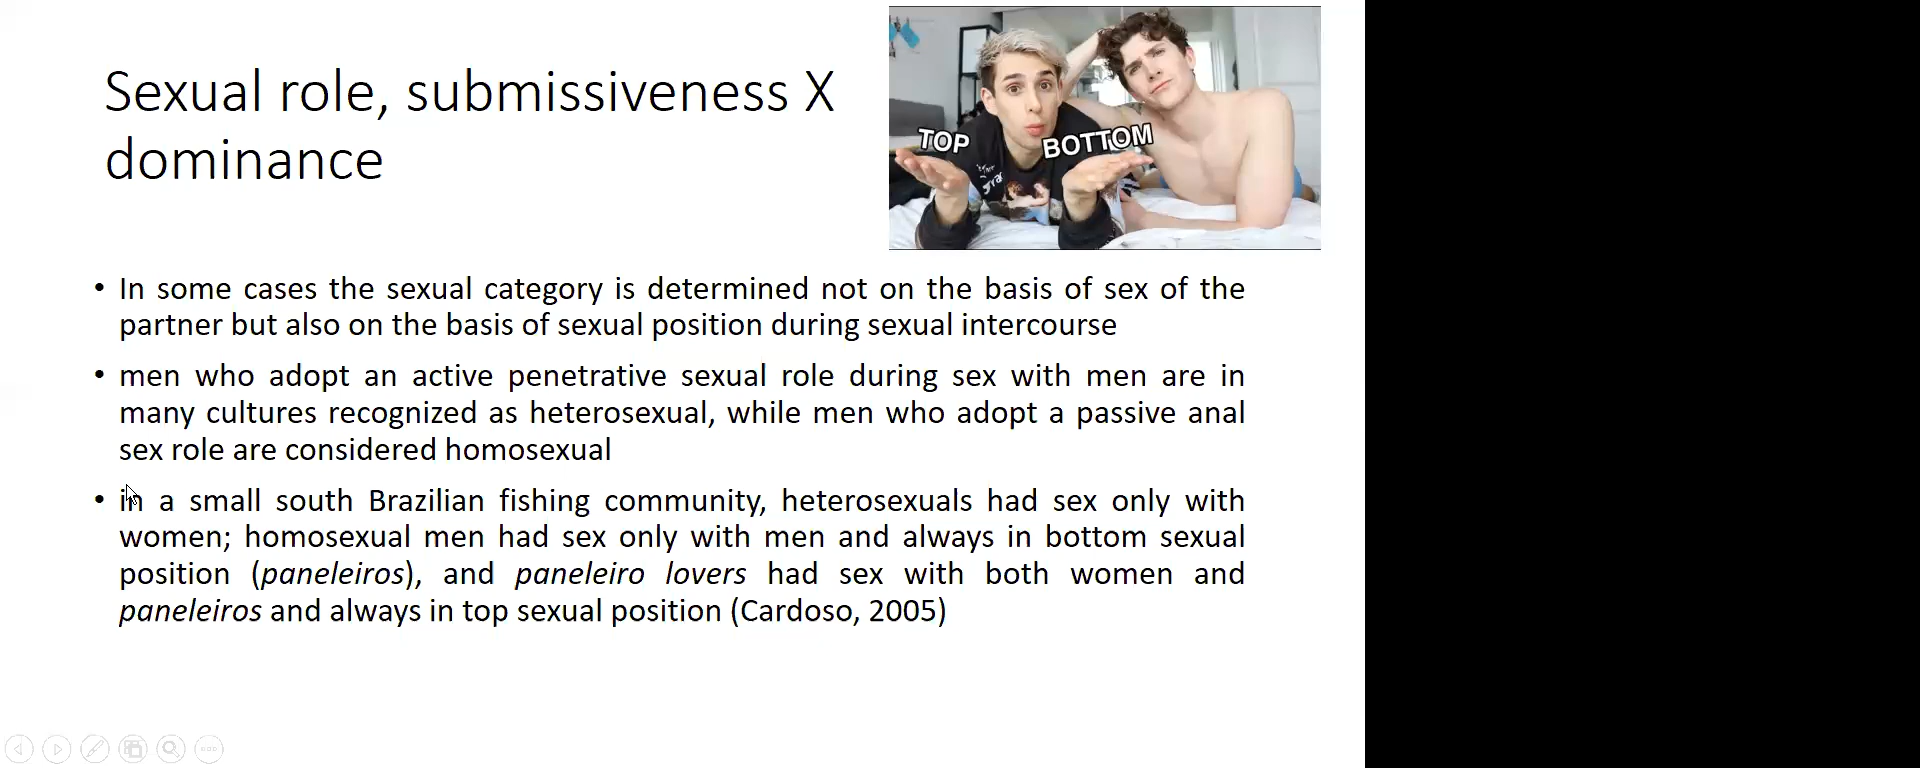 Sexual role, submissiveness X
dominance
TOP
BOTTOM
• In some cases the sexual category is determined not on the basis of sex of the
partner but also on the basis of sexual position during sexual intercourse
• men who adopt an active penetrative sexual role during sex with men are in
many cultures recognized as heterosexual, while men who adopt a passive anal
sex role are considered homosexual
• in a small south Brazilian fishing community, heterosexuals had sex only with
women; homosexual men had sex only with men and always in bottom sexual
position (paneleiros), and paneleiro lovers had sex with both women and
paneleiros and always in top sexual position (Cardoso, 2005)